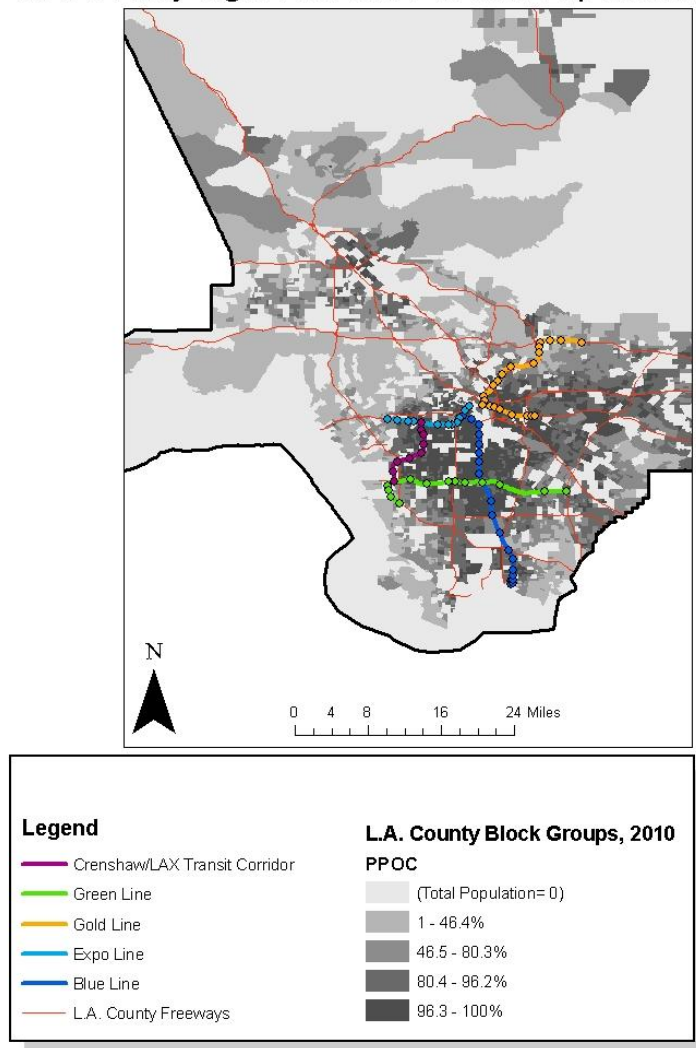 N
0 4 8 16 24 Miles
Legend
Crenshaw/LAX Transit Corridor
Green Line
Gold Line
Expo Line
Blue Line
L.A. County Freeways
L.A. County Block Groups, 2010
PPOC
(Total Population= 0)
1 - 46.4%
46.5 - 80.3%
80.4 - 96.2%
96.3 - 100%